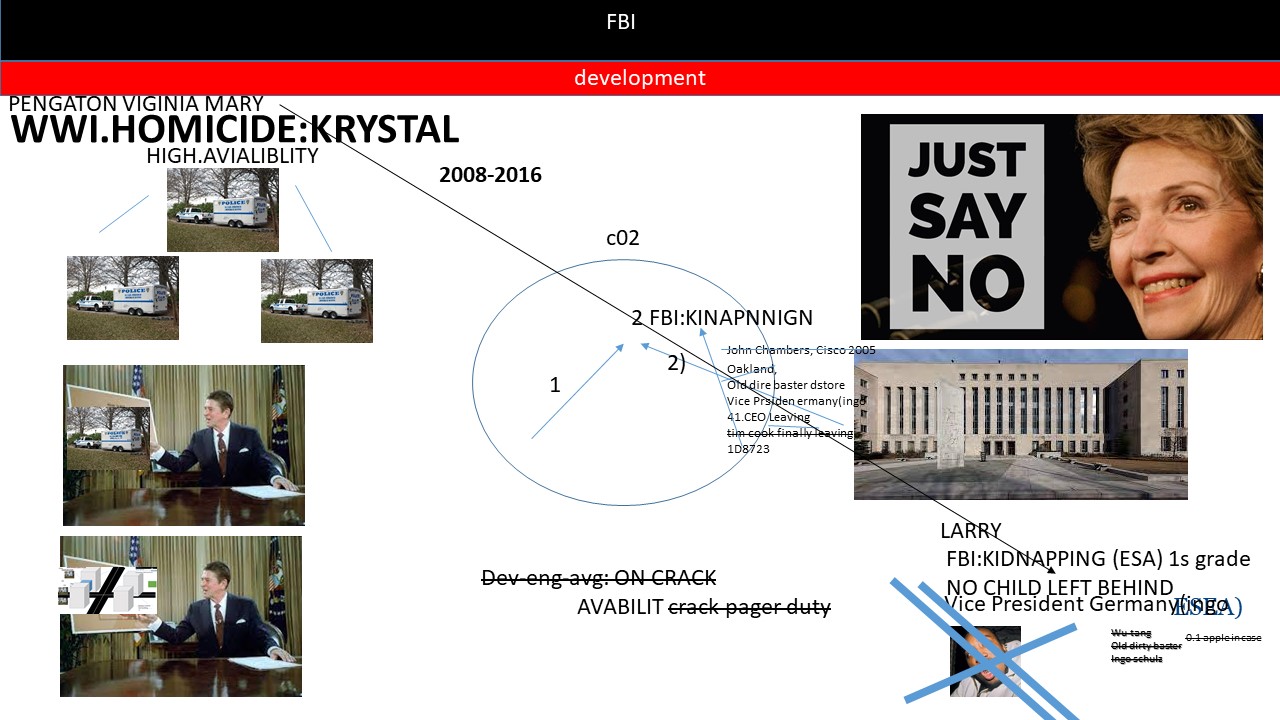 FBI
development
PENGATON VIGINIA MARY
WWI.HOMICIDE:KRYSTAL
HIGH.AVIALIBLITY
2008-2016
c02
JUST
SAY
NO
POLICE
POLICE
POLICE
2 FBI:KINAPNNIGN
John Chambers, Cisco 2005
2)
Oakland,
Old dire baster dstore
1
Vice Prsiden ermany(ingo
41.CEO Leaving
tim cook finally leaving
1D8723
LARRY
FBI:KIDNAPPING (ESA) 1s grade
Dev-eng-avg: ON CRACK
NO CHILD LEFT BEHIND
AVABILIT crack pager duty
Vice President Germany(ingo
ESEA)
Wu-tang
0.1 apple in case
Old dirty baster
Ingo schulz